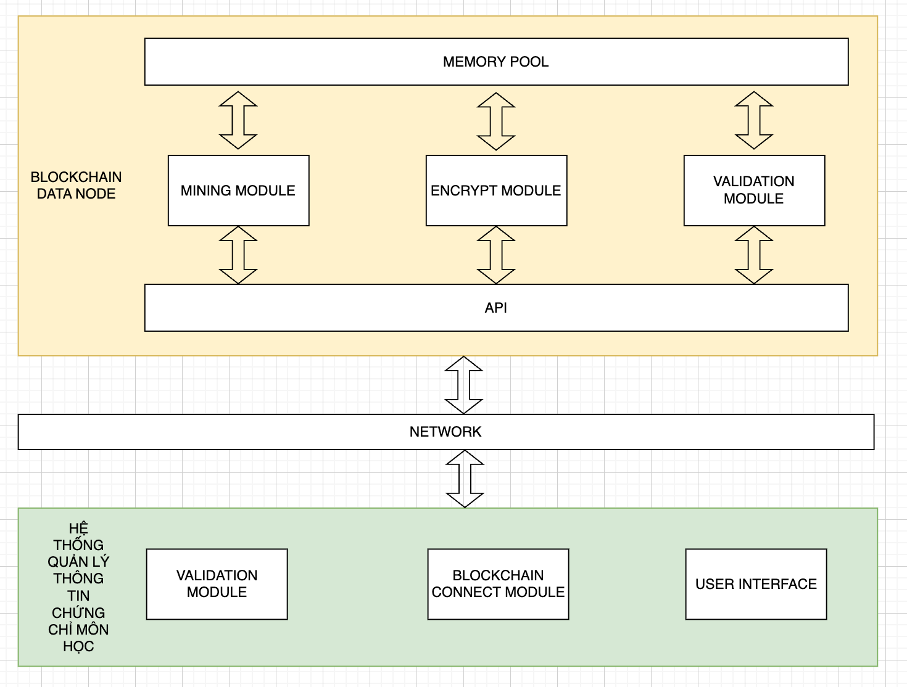 MEMORY POOL
BLOCKCHAIN
DATA NODE
MINING MODULE
ENCRYPT MODULE
VALIDATION
MODULE
API
NETWORK
HỆ
THỐNG
QUẢN LÝ
THÔNG
TIN
CHỨNG
CHỈ MÔN
HỌC
VALIDATION
MODULE
BLOCKCHAIN
CONNECT MODULE
USER INTERFACE